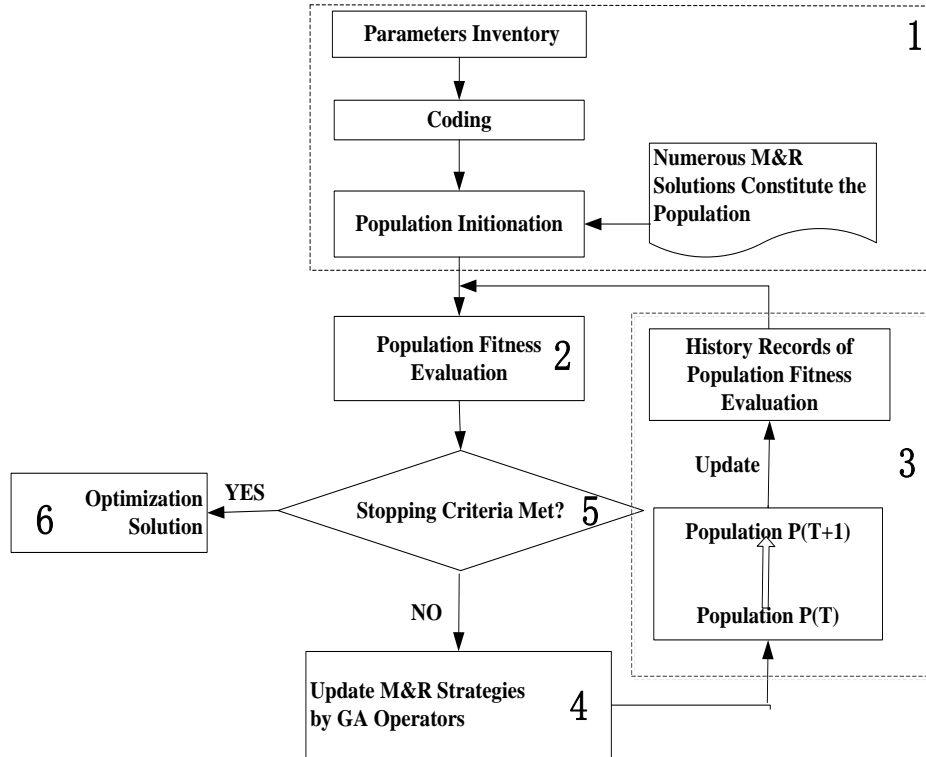 Parameters Inventory
1
Coding
Numerous M&R
Solutions Constitute the
Population
Population Initionation
Population Fitness
Evaluation
2
History Records of
Population Fitness
Evaluation
3
Update
YES
Optimization
Solution
6
Stopping Criteria Met?
5
Population P(T+1)
Population P(T)
NO
Update M&R Strategies
by GA Operators
4